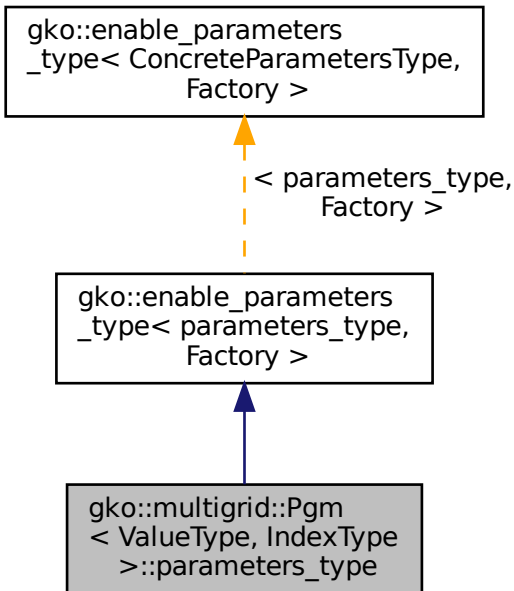 gko::enable_parameters
_type< ConcreteParametersType,
Factory >
< parameters_type,
Factory >
gko::enable_parameters
_type< parameters_type,
Factory >
gko::multigrid::Pgm
< ValueType, IndexType
>::parameters_type